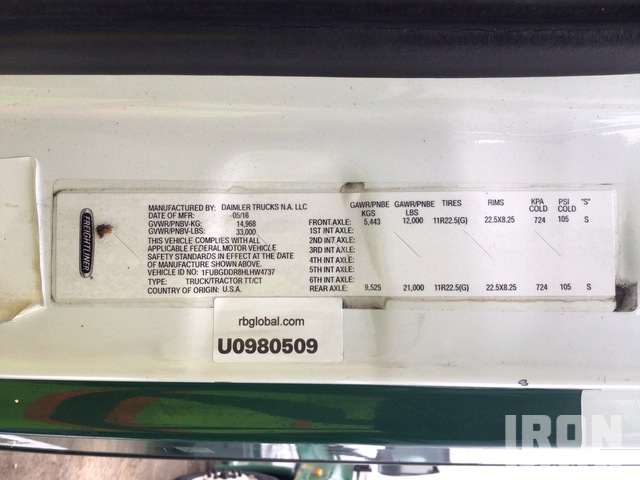 FREIGHTLINER
MANUFACTURED BY: DAIMLER TRUCKS N.A. LLC
DATE OF MFR: 05/16
GVWR/PNBV-KG: 14,968
GVWR/PNBV-LBS: 33,000
THIS VEHICLE COMPLIES WITH ALL
APPLICABLE FEDERAL MOTOR VEHICLE
SAFETY STANDARDS IN EFFECT AT THE DATE
OF MANUFACTURE SHOWN ABOVE.
VEHICLE ID NO.: 1FUBGDDR8HLHW4737
TYPE: TRUCK/TRACTOR TT/CT
COUNTRY OF ORIGIN: U.S.A.
GAWR/PNBE KGS GAWR/PNBE LBS TIRES RIMS KPA COLD PSI COLD "S"
FRONT AXLE: 5,443 12,000 11R22.5(G) 22.5X8.25 724 105 S
1ST INT AXLE:
2ND INT AXLE:
3RD INT AXLE:
4TH INT AXLE:
5TH INT AXLE:
6TH INT AXLE:
REAR AXLE: 9,525 21,000 11R22.5(G) 22.5X8.25 724 105 S
rbglobal.com
U0980509
IRON